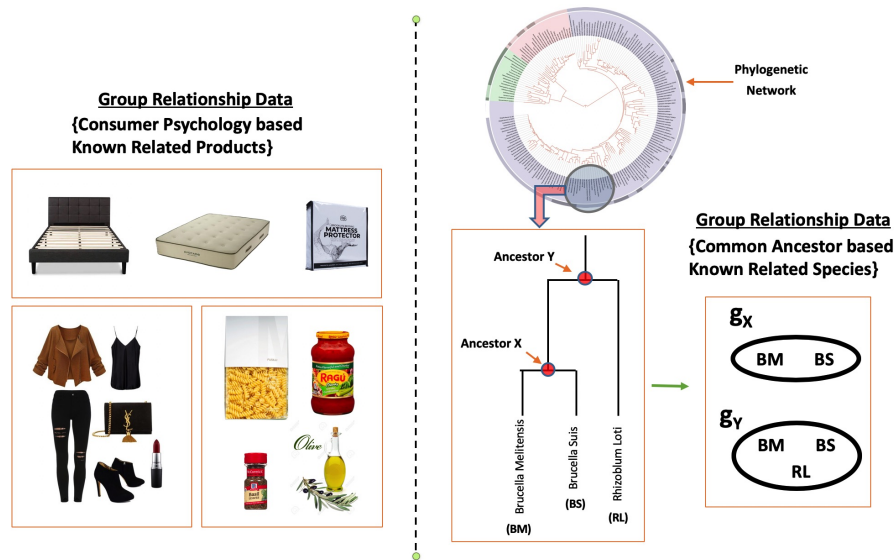 Group Relationship Data
{Consumer Psychology based
Known Related Products}
MATTRESS
PROTECTOR
RAGÚ
Olive
Basil
Phylogenetic
Network
Ancestor Y
Ancestor X
Brucella Melitensis
(BM)
Brucella Suis
(BS)
Rhizoblum Loti
(RL)
Group Relationship Data
{Common Ancestor based
Known Related Species}
gX
BM BS
gY
BM BS
RL